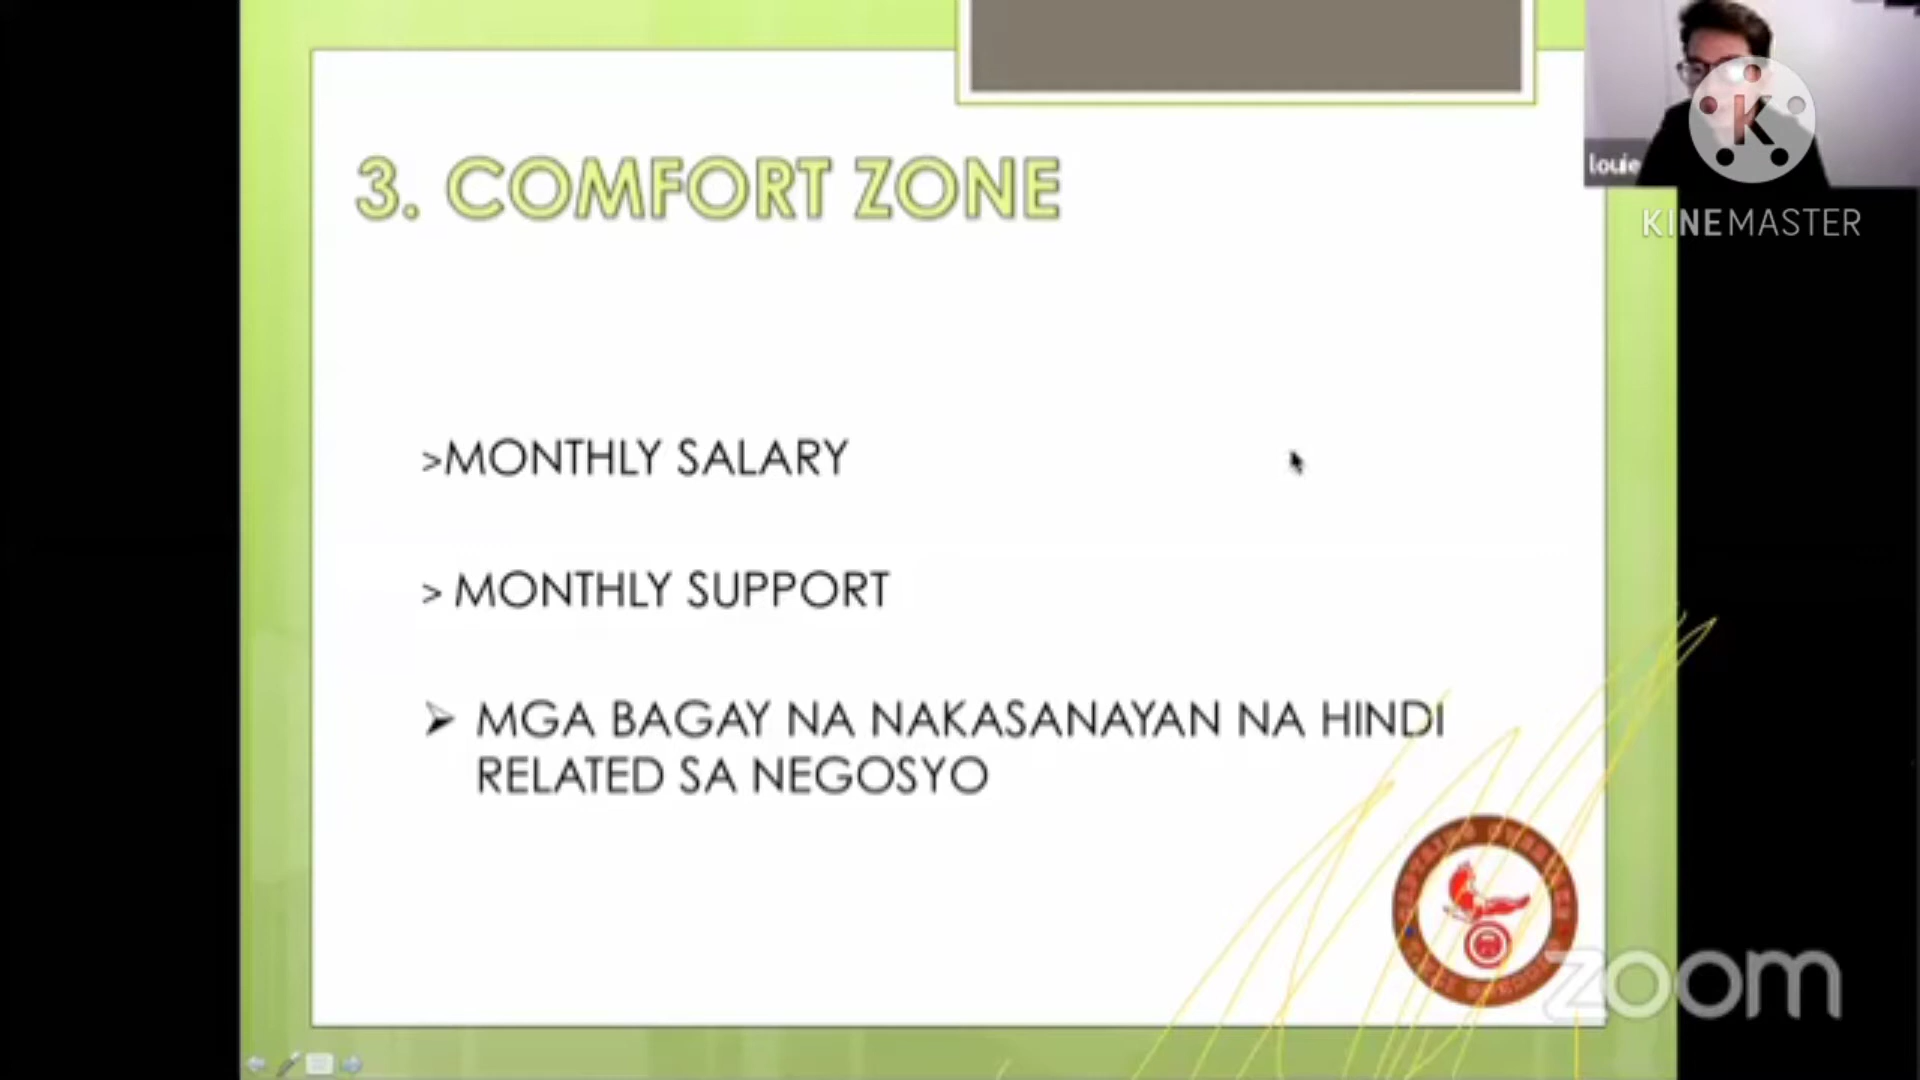 3. COMFORT ZONE
louie
K
KINEMASTER
>MONTHLY SALARY
> MONTHLY SUPPORT
➢ MGA BAGAY NA NAKASANAYAN NA HINDI
RELATED SA NEGOSYO
zoom